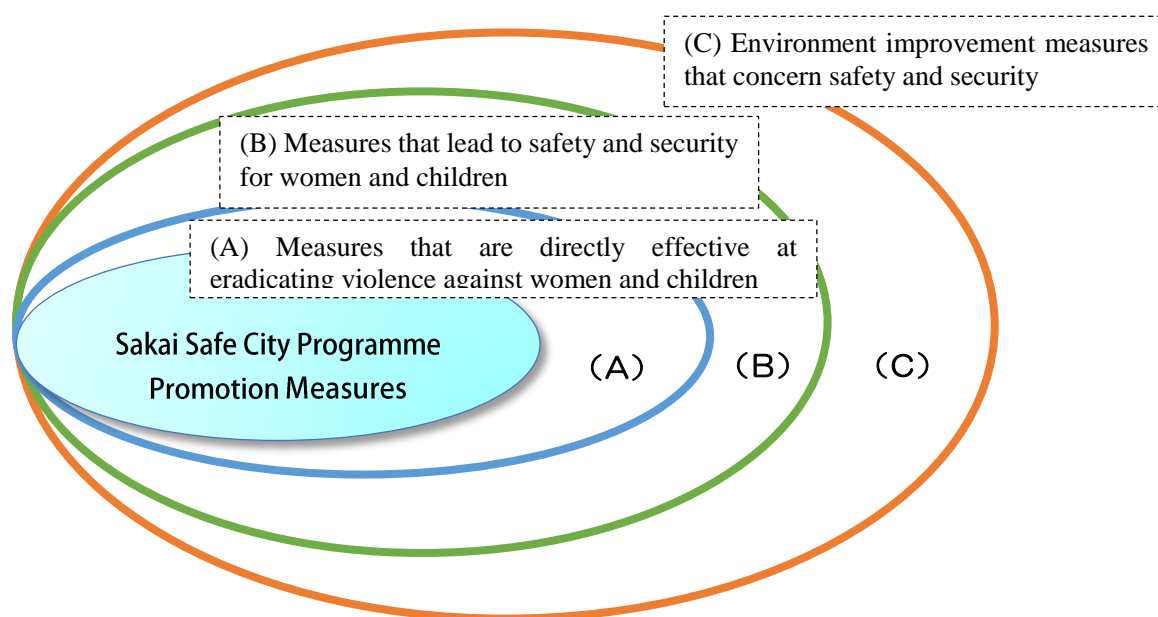 (C) Environment improvement measures
that concern safety and security
(B) Measures that lead to safety and security
for women and children
(A) Measures that are directly effective at
eradicating violence against women and children
Sakai Safe City Programme
Promotion Measures
(A)
(B)
(C)